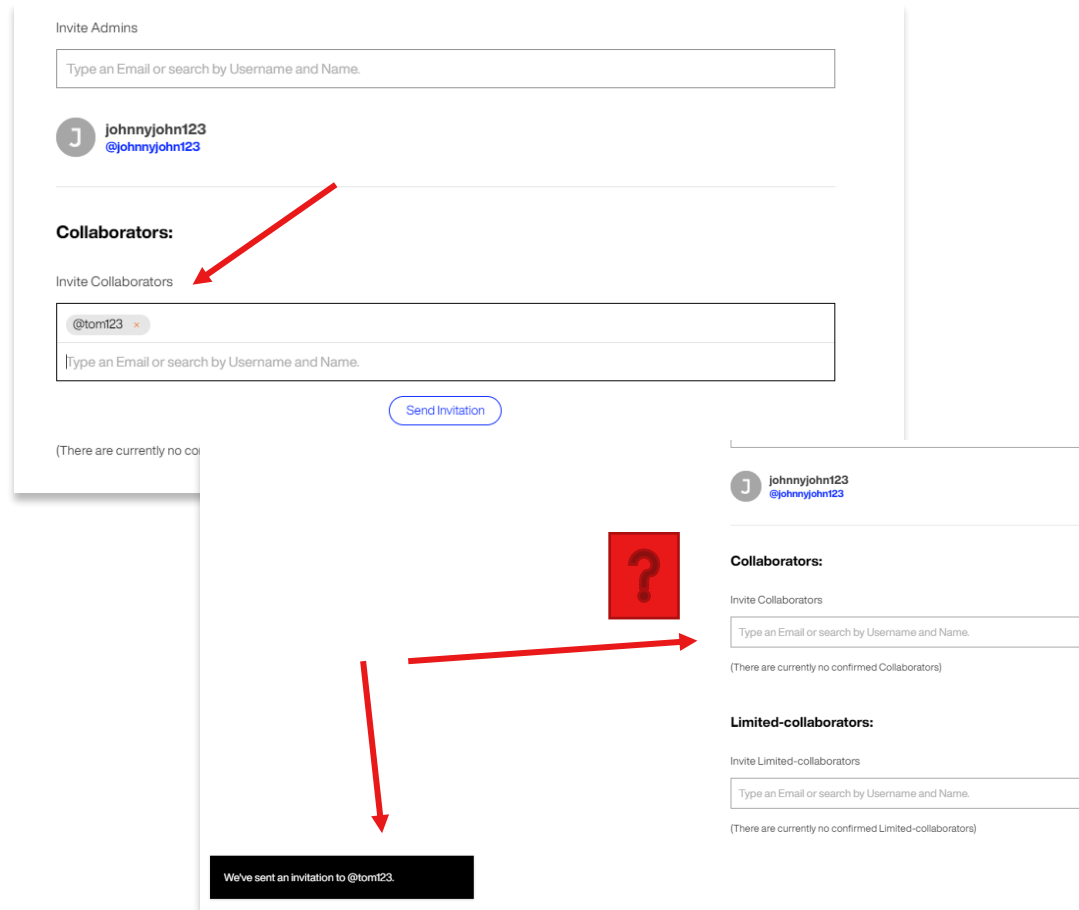 Invite Admins
Type an Email or search by Username and Name.
J
johnnyjohn123
@johnnyjohn123
Collaborators:
Invite Collaborators
@tom123 ×
Type an Email or search by Username and Name.
Send Invitation
(There are currently no
J
johnnyjohn123
@johnnyjohn123
?
Collaborators:
Invite Collaborators
Type an Email or search by Username and Name.
(There are currently no confirmed Collaborators)
Limited-collaborators:
Invite Limited-collaborators
Type an Email or search by Username and Name.
(There are currently no confirmed Limited-collaborators)
We've sent an invitation to @tom123.